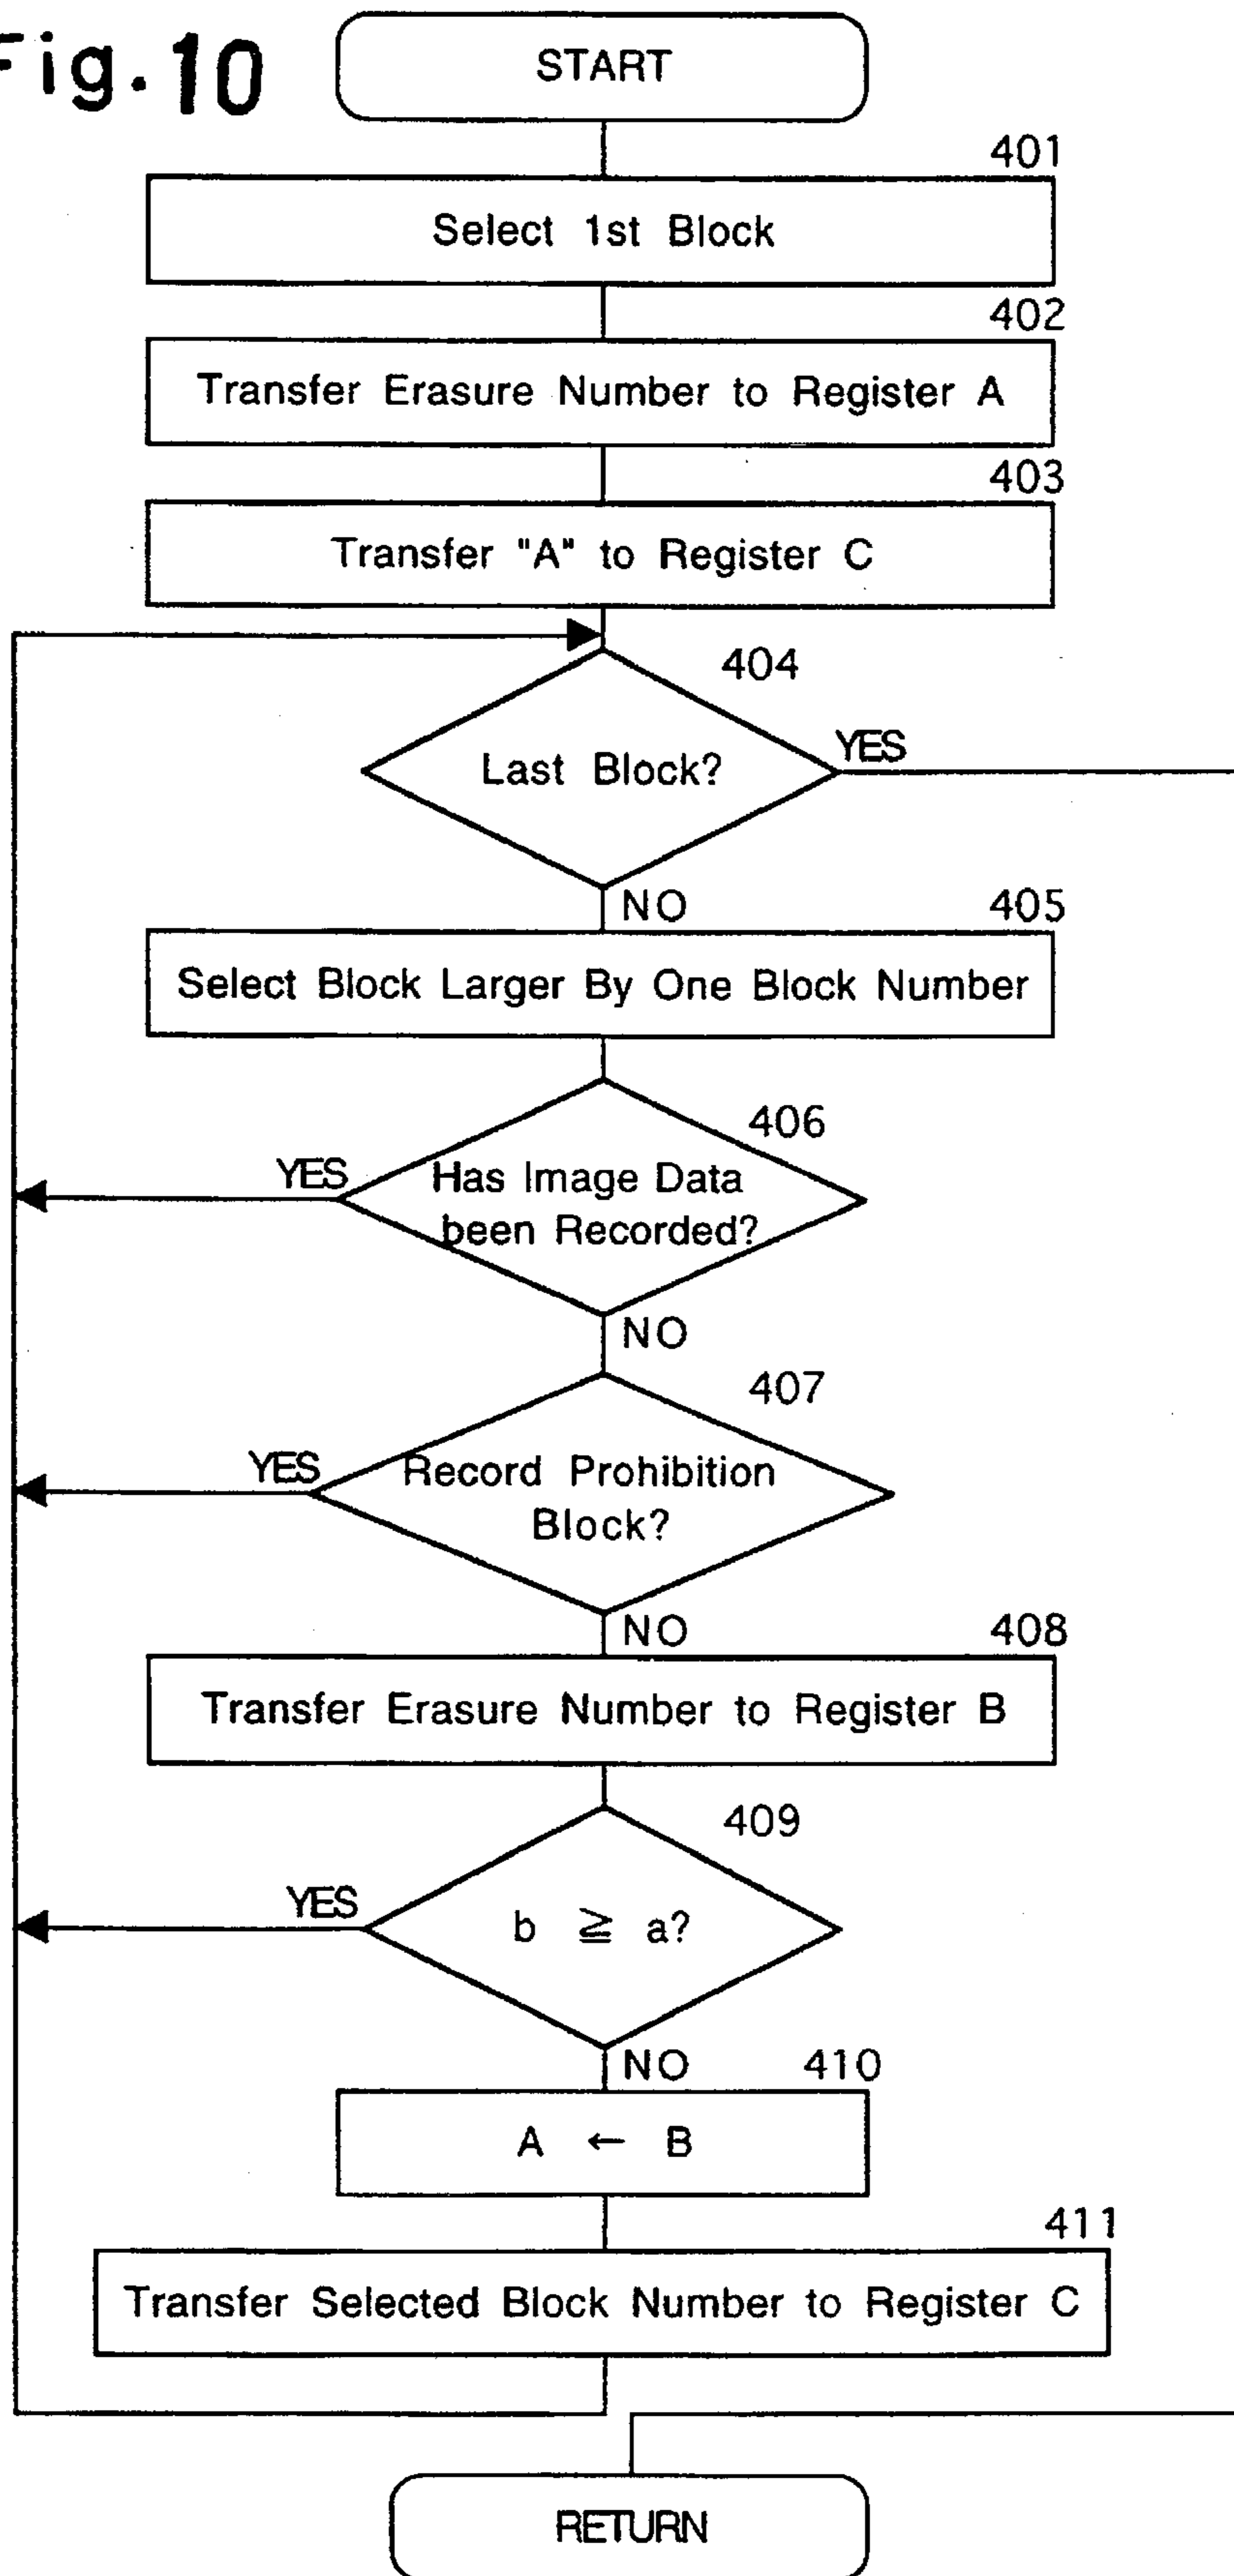 Fig. 10
START
401
Select 1st Block
402
Transfer Erasure Number to Register A
403
Transfer "A" to Register C
404
Last Block?
YES
NO
405
Select Block Larger By One Block Number
406
Has Image Data
been Recorded?
YES
NO
407
Record Prohibition
Block?
YES
NO
408
Transfer Erasure Number to Register B
409
b ≧ a?
YES
NO
410
A ← B
411
Transfer Selected Block Number to Register C
RETURN